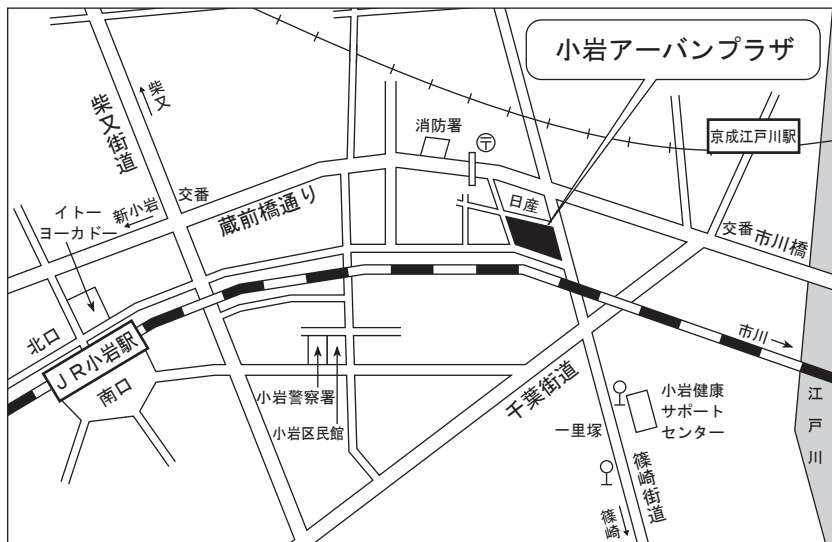 小岩アーバンプラザ
柴又
柴又街道
消防署
〒
京成江戸川駅
交番
新小岩
イトー
ヨーカドー
蔵前橋通り
日産
交番
市川橋
北口
JR小岩駅
南口
市川
小岩警察署
小岩区民館
千葉街道
一里塚
小岩健康
サポート
センター
江戸川
篠崎街道
篠崎